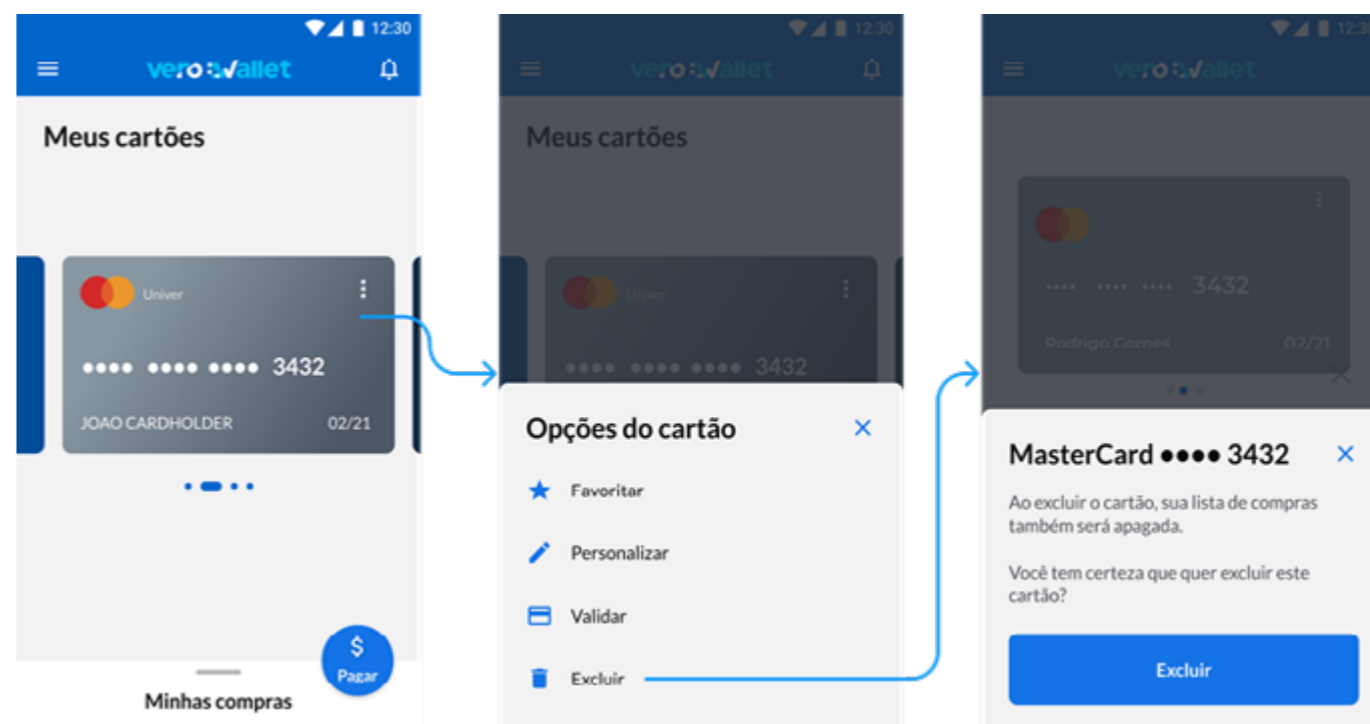 12:30
vero wallet
Meus cartões
Univer
•••• •••• •••• 3432
JOAO CARDHOLDER 02/21
$
Pagar
Minhas compras
12:30
vero wallet
Meus cartões
Univer
•••• •••• •••• 3432
Opções do cartão
Favoritar
Personalizar
Validar
Excluir
12:30
vero wallet
•••• •••• •••• 3432
Rodrigo Gomes 02/21
MasterCard •••• 3432
Ao excluir o cartão, sua lista de compras
também será apagada.
Você tem certeza que quer excluir este
cartão?
Excluir